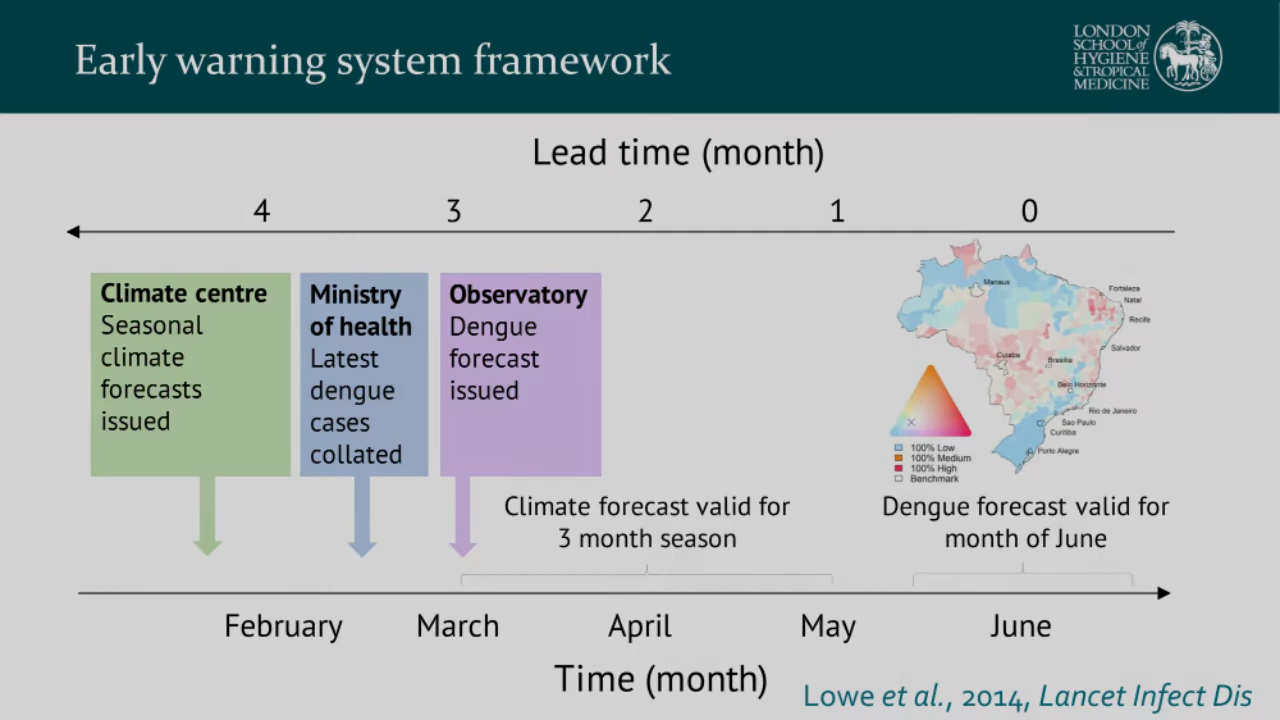 Early warning system framework
LONDON
SCHOOL of
HYGIENE
& TROPICAL
MEDICINE
Lead time (month)
4 3 2 1 0
Climate centre
Seasonal
climate
forecasts
issued
Ministry
of health
Latest
dengue
cases
collated
Observatory
Dengue
forecast
issued
Manaus
Fortaleza
Natal
Recife
Salvador
Cuiaba
Brasilia
Belo Horizonte
Rio de Janeiro
Sao Paulo
Curitiba
Porto Alegre
100% Low
100% Medium
100% High
Benchmark
Climate forecast valid for
3 month season
Dengue forecast valid for
month of June
February March April May June
Time (month)
Lowe et al., 2014, Lancet Infect Dis